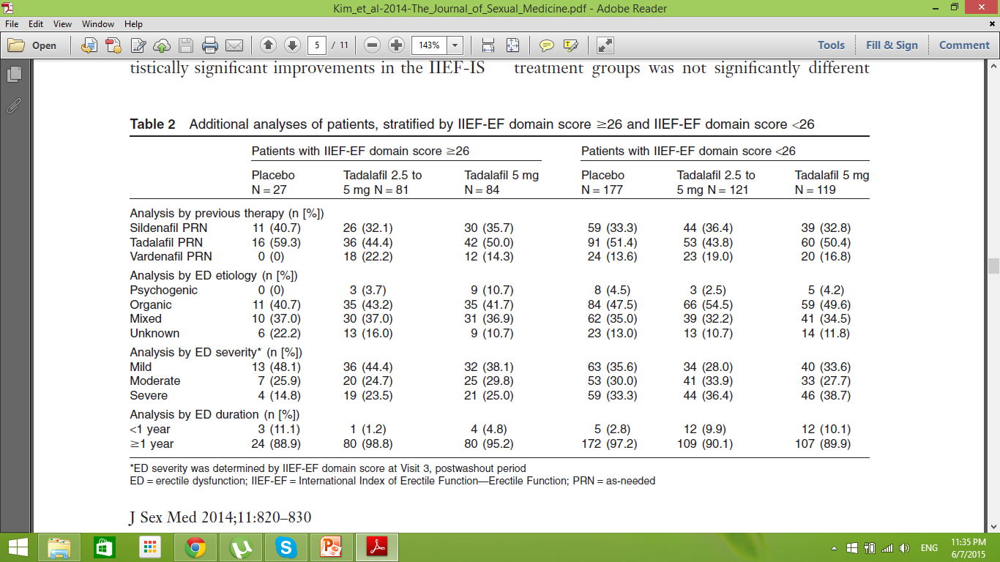 Kim_et_al-2014-The_Journal_of_Sexual_Medicine.pdf - Adobe Reader
File Edit View Window Help
Open 5 / 11 143% Tools Fill & Sign Comment
tistically significant improvements in the IIEF-IS treatment groups was not significantly different
Table 2 Additional analyses of patients, stratified by IIEF-EF domain score ≥26 and IIEF-EF domain score <26
Patients with IIEF-EF domain score ≥26 Patients with IIEF-EF domain score <26
Placebo Tadalafil 2.5 to Tadalafil 5 mg Placebo Tadalafil 2.5 to Tadalafil 5 mg
N = 27 5 mg N = 81 N = 84 N = 177 5 mg N = 121 N = 119
Analysis by previous therapy (n [%])
Sildenafil PRN 11 (40.7) 26 (32.1) 30 (35.7) 59 (33.3) 44 (36.4) 39 (32.8)
Tadalafil PRN 16 (59.3) 36 (44.4) 42 (50.0) 91 (51.4) 53 (43.8) 60 (50.4)
Vardenafil PRN 0 (0) 18 (22.2) 12 (14.3) 24 (13.6) 23 (19.0) 20 (16.8)
Analysis by ED etiology (n [%])
Psychogenic 0 (0) 3 (3.7) 9 (10.7) 8 (4.5) 3 (2.5) 5 (4.2)
Organic 11 (40.7) 35 (43.2) 35 (41.7) 84 (47.5) 66 (54.5) 59 (49.6)
Mixed 10 (37.0) 30 (37.0) 31 (36.9) 62 (35.0) 39 (32.2) 41 (34.5)
Unknown 6 (22.2) 13 (16.0) 9 (10.7) 23 (13.0) 13 (10.7) 14 (11.8)
Analysis by ED severity* (n [%])
Mild 13 (48.1) 36 (44.4) 32 (38.1) 63 (35.6) 34 (28.0) 40 (33.6)
Moderate 7 (25.9) 20 (24.7) 25 (29.8) 53 (30.0) 41 (33.9) 33 (27.7)
Severe 4 (14.8) 19 (23.5) 21 (25.0) 59 (33.3) 44 (36.4) 46 (38.7)
Analysis by ED duration (n [%])
<1 year 3 (11.1) 1 (1.2) 4 (4.8) 5 (2.8) 12 (9.9) 12 (10.1)
≥1 year 24 (88.9) 80 (98.8) 80 (95.2) 172 (97.2) 109 (90.1) 107 (89.9)
*ED severity was determined by IIEF-EF domain score at Visit 3, postwashout period
ED = erectile dysfunction; IIEF-EF = International Index of Erectile Function—Erectile Function; PRN = as-needed
J Sex Med 2014;11:820–830
ENG 11:35 PM
6/7/2015